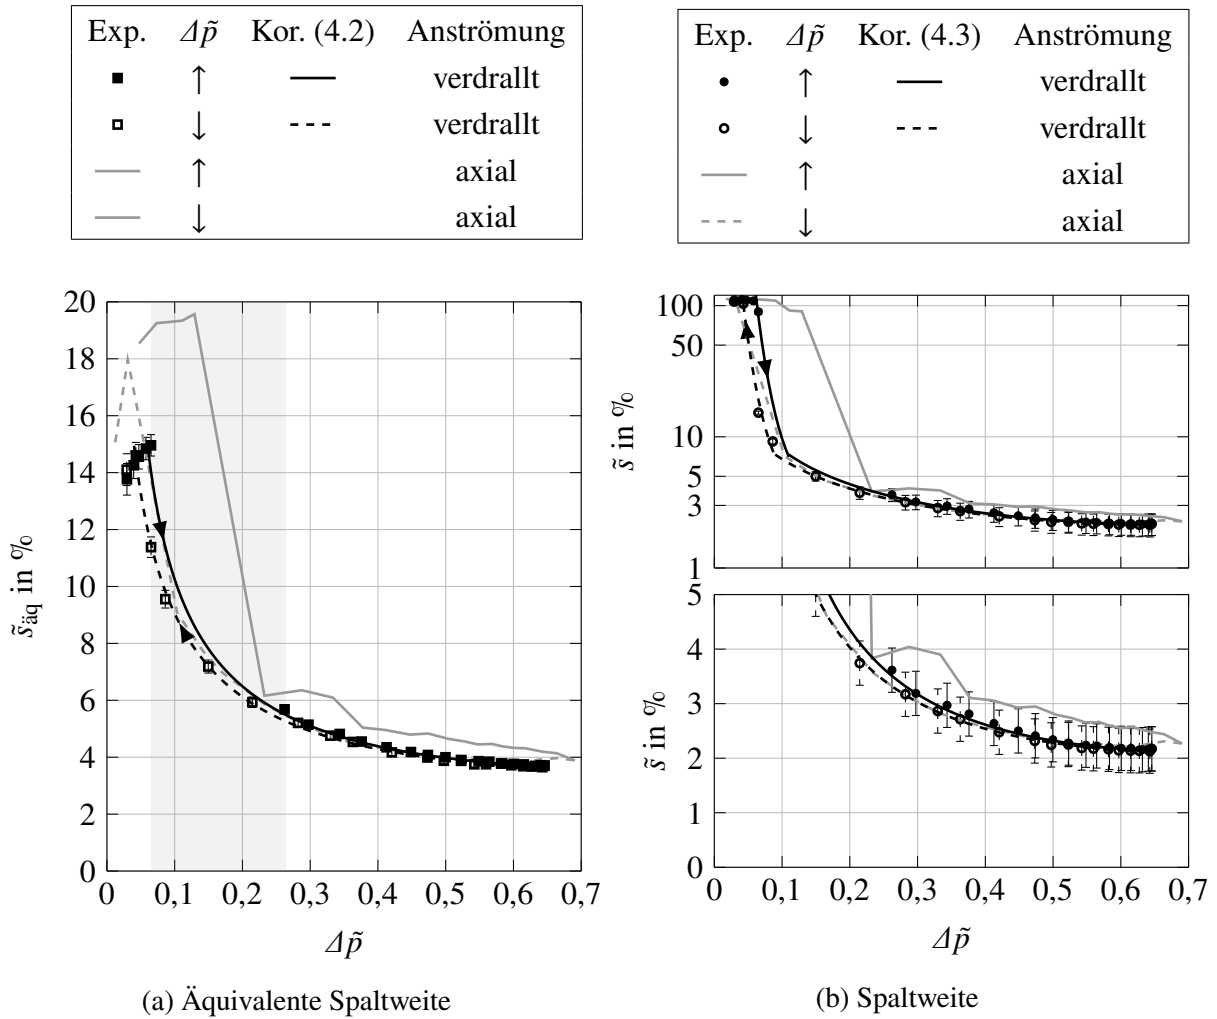 Exp. Δp̃ Kor. (4.2) Anströmung
↑ verdrallt
↓ verdrallt
↑ axial
↓ axial
Exp. Δp̃ Kor. (4.3) Anströmung
↑ verdrallt
↓ verdrallt
↑ axial
↓ axial
20
18
16
14
12
10
8
6
4
2
0
s̃äq in %
0 0,1 0,2 0,3 0,4 0,5 0,6 0,7
Δp̃
(a) Äquivalente Spaltweite
100
50
10
5
3
1
s̃ in %
5
4
3
2
1
0
s̃ in %
0 0,1 0,2 0,3 0,4 0,5 0,6 0,7
Δp̃
(b) Spaltweite